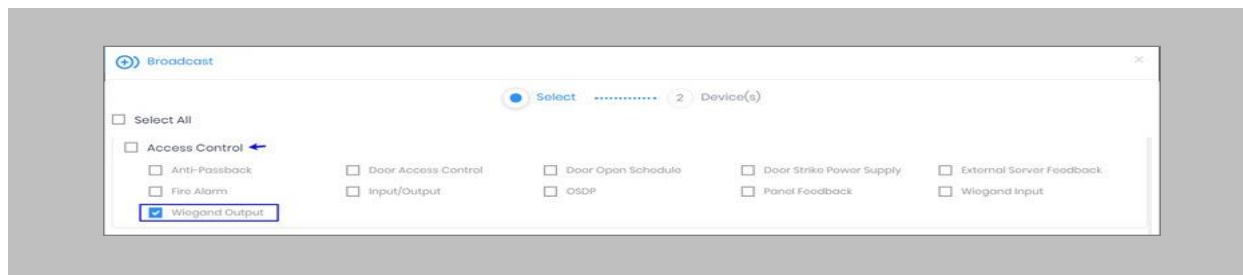 Broadcast
Select 2 Device(s)
Select All
Access Control
Anti-Passback Door Access Control Door Open Schedule Door Strike Power Supply External Server Feedback
Fire Alarm Input/Output OSDP Panel Feedback Wiegand Input
Wiegand Output